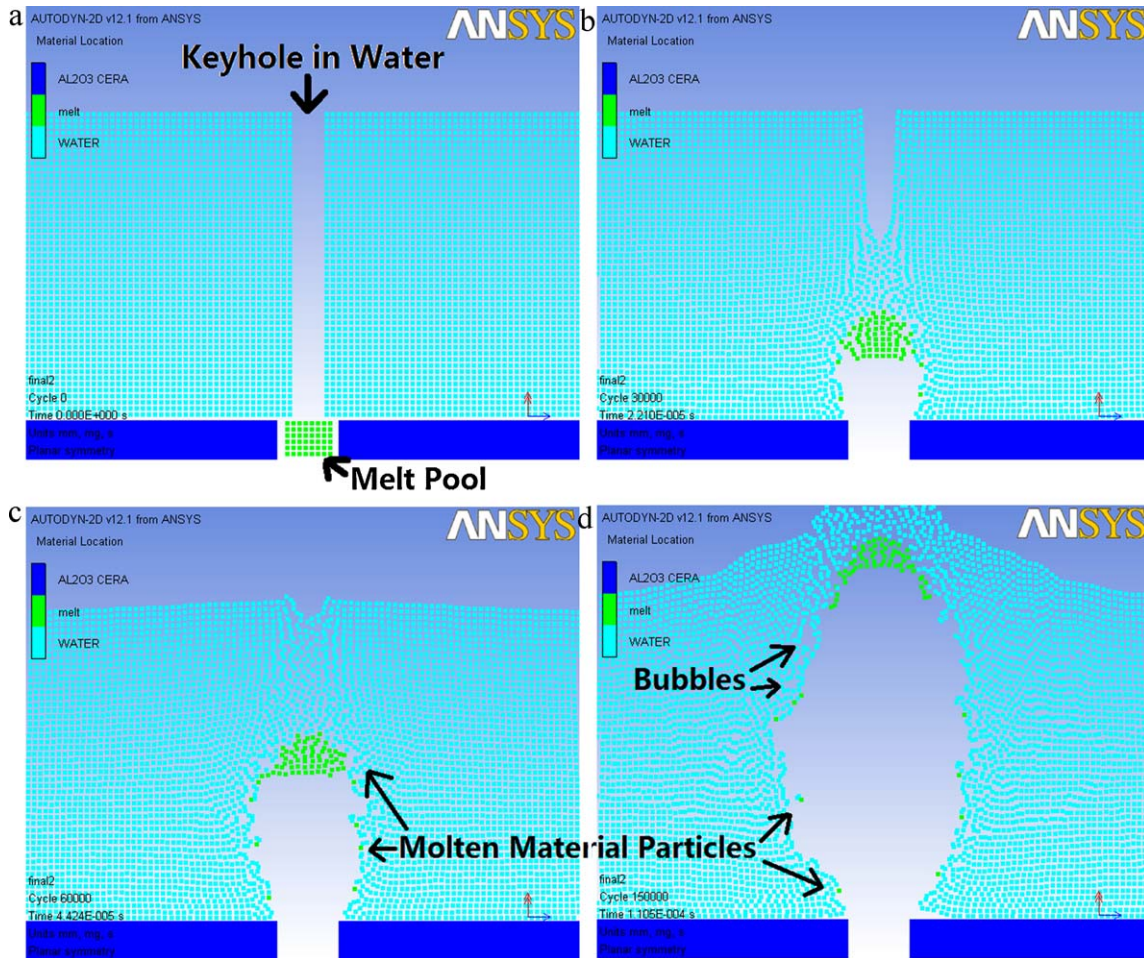 a
AUTODYN-2D v12.1 from ANSYS
ANSYS
Material Location
Keyhole in Water
AL2O3 CERA
melt
WATER
final2
Cycle 0
Time 0.000E+000 s
Units mm, mg, s
Planar symmetry
Melt Pool
b
AUTODYN-2D v12.1 from ANSYS
ANSYS
Material Location
AL2O3 CERA
melt
WATER
final2
Cycle 30000
Time 2.210E-005 s
Units mm, mg, s
Planar symmetry
c
AUTODYN-2D v12.1 from ANSYS
ANSYS
Material Location
AL2O3 CERA
melt
WATER
final2
Cycle 60000
Time 4.424E-005 s
Units mm, mg, s
Planar symmetry
d
AUTODYN-2D v12.1 from ANSYS
ANSYS
Material Location
AL2O3 CERA
melt
WATER
Bubbles
Molten Material Particles
final2
Cycle 150000
Time 1.105E-004 s
Units mm, mg, s
Planar symmetry